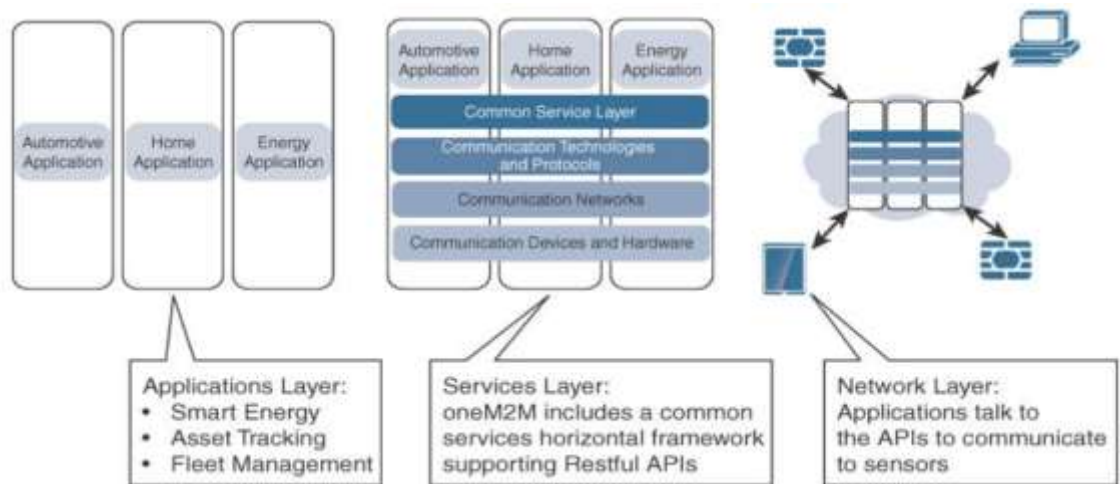 Automotive
Application
Home
Application
Energy
Application
Automotive
Application
Home
Application
Energy
Application
Common Service Layer
Communication Technologies
and Protocols
Communication Networks
Communication Devices and Hardware
Applications Layer:
• Smart Energy
• Asset Tracking
• Fleet Management
Services Layer:
oneM2M includes a common
services horizontal framework
supporting Restful APIs
Network Layer:
Applications talk to
the APIs to communicate
to sensors